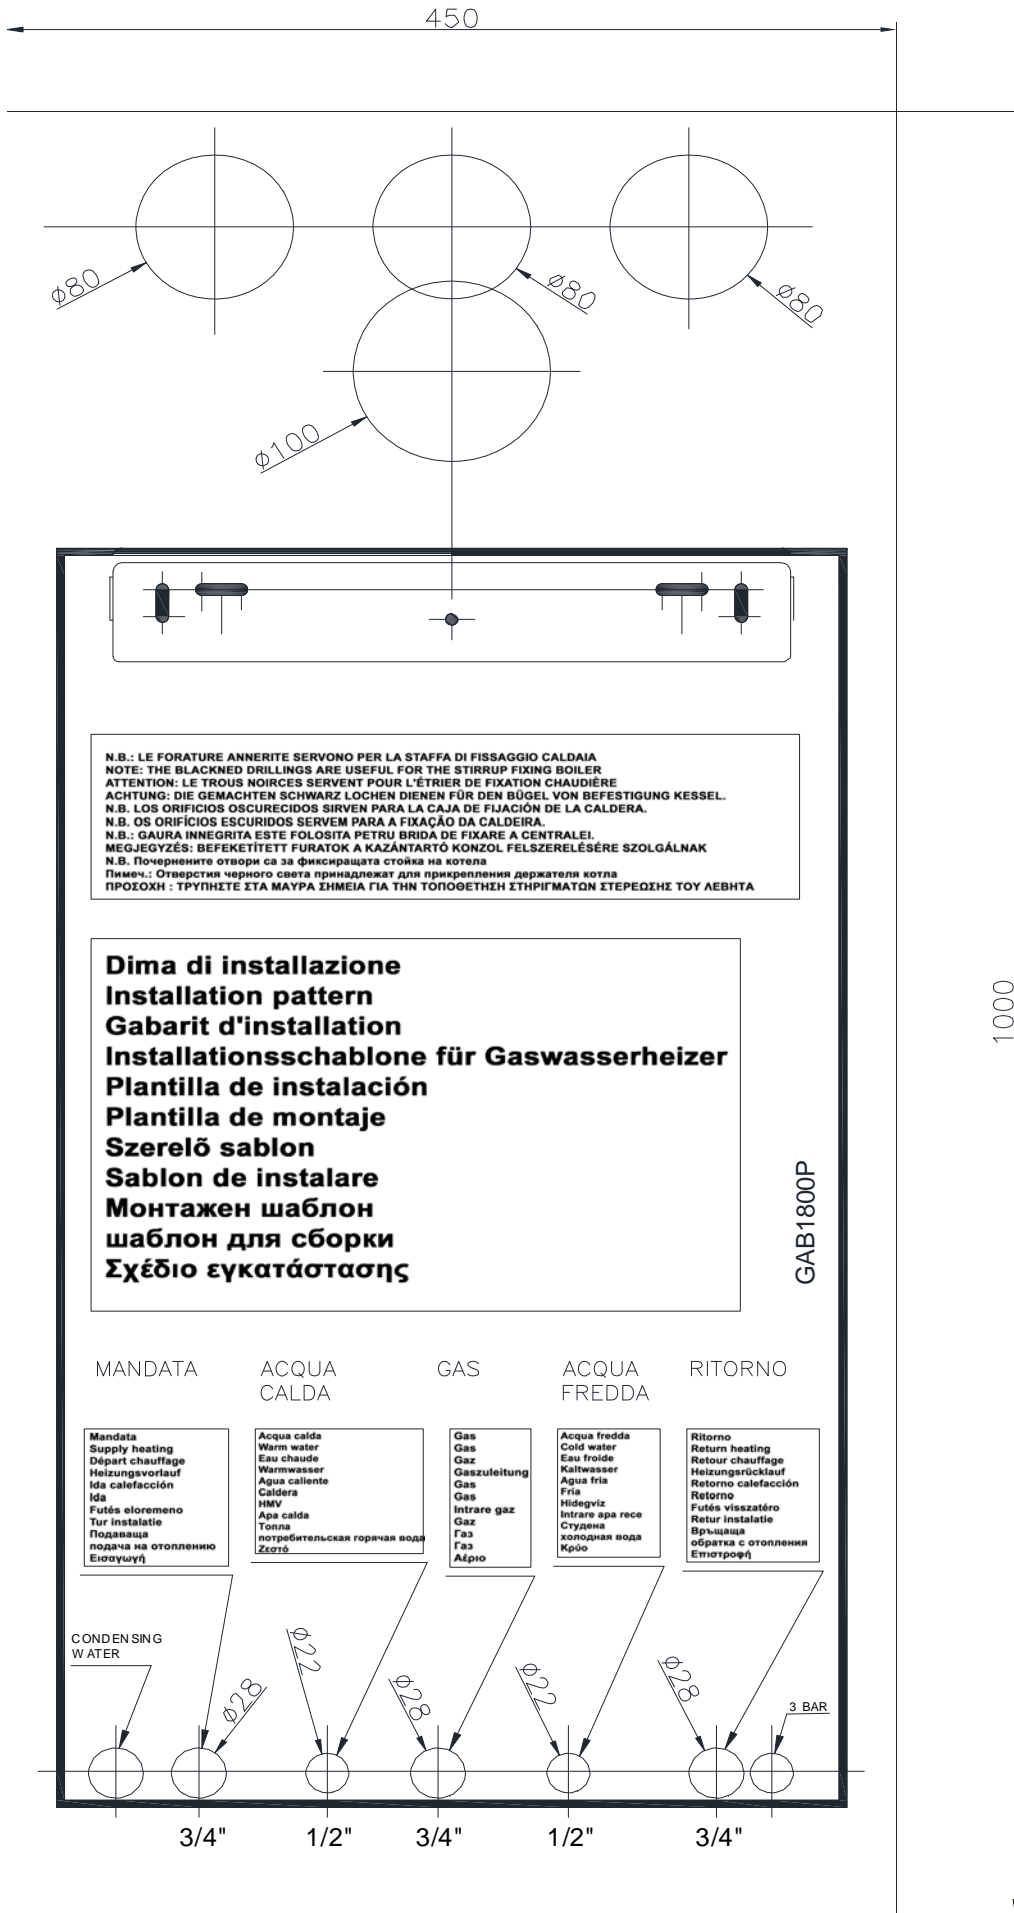 450
ø80
ø80
ø80
ø100
N.B.: LE FORATURE ANNERITE SERVONO PER LA STAFFA DI FISSAGGIO CALDAIA
NOTE: THE BLACKNED DRILLINGS ARE USEFUL FOR THE STIRRUP FIXING BOILER
ATTENTION: LE TROUS NOIRCES SERVENT POUR L'ÉTRIER DE FIXATION CHAUDIÈRE
ACHTUNG: DIE GEMACHTEN SCHWARZ LOCHEN DIENEN FÜR DEN BÜGEL VON BEFESTIGUNG KESSEL.
N.B. LOS ORIFICIOS OSCURECIDOS SIRVEN PARA LA CAJA DE FIJACIÓN DE LA CALDERA.
N.B. OS ORIFÍCIOS ESCURIDOS SERVEM PARA A FIXAÇÃO DA CALDEIRA.
N.B.: GAURA INNEGRITA ESTE FOLOSITA PETRU BRIDA DE FIXARE A CENTRALEI.
MEGJEGYZÉS: BEFEKETÍTETT FURATOK A KAZÁNTARTÓ KONZOL FELSZERELÉSÉRE SZOLGÁLNAK
N.B. Почернените отвори са за фиксиращата стойка на котела
Пимеч.: Отверстия черного света принадлежат для прикрепления держателя котла
ΠΡΟΣΟΧΗ : ΤΡΥΠΗΣΤΕ ΣΤΑ ΜΑΥΡΑ ΣΗΜΕΙΑ ΓΙΑ ΤΗΝ ΤΟΠΟΘΕΤΗΣΗ ΣΤΗΡΙΓΜΑΤΩΝ ΣΤΕΡΕΩΣΗΣ ΤΟΥ ΛΕΒΗΤΑ
Dima di installazione
Installation pattern
Gabarit d'installation
Installationsschablone für Gaswasserheizer
Plantilla de instalación
Plantilla de montaje
Szerelõ sablon
Sablon de instalare
Монтажен шаблон
шаблон для сборки
Σχέδιο εγκατάστασης
GAB1800P
1000
MANDATA
ACQUA
CALDA
GAS
ACQUA
FREDDA
RITORNO
Mandata
Supply heating
Départ chauffage
Heizungsvorlauf
Ida calefacción
Ida
Futés eloremeno
Tur instalatie
Подаваща
подача на отоплению
Εισαγωγή
Acqua calda
Warm water
Eau chaude
Warmwasser
Agua caliente
Caldera
HMV
Apa calda
Топла
потребительская горячая вода
Ζεστό
Gas
Gas
Gaz
Gaszuleitung
Gas
Gas
Intrare gaz
Gaz
Газ
Газ
Αέριο
Acqua fredda
Cold water
Eau froide
Kaltwasser
Agua fria
Fria
Hidegvíz
Intrare apa rece
Студена
холодная вода
Κρύο
Ritorno
Return heating
Retour chauffage
Heizungsrücklauf
Retorno calefacción
Retorno
Futés visszatéro
Retur instalatie
Връщаща
обратка с отопления
Επιστροφή
CONDENSING
WATER
ø28
ø22
ø28
ø22
ø28
3 BAR
3/4"
1/2"
3/4"
1/2"
3/4"